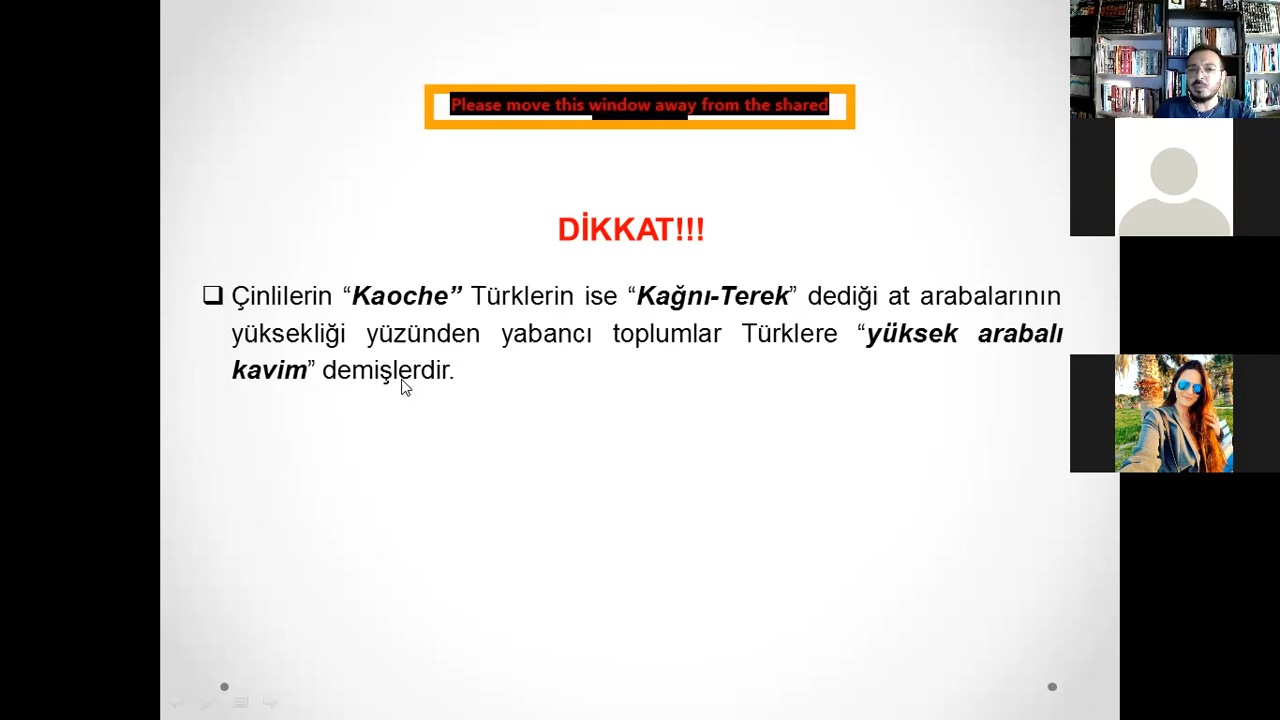 Please move this window away from the shared
DİKKAT!!!
Çinlilerin “Kaoche” Türklerin ise “Kağnı-Terek” dediği at arabalarının
yüksekliği yüzünden yabancı toplumlar Türklere “yüksek arabalı
kavim” demişlerdir.